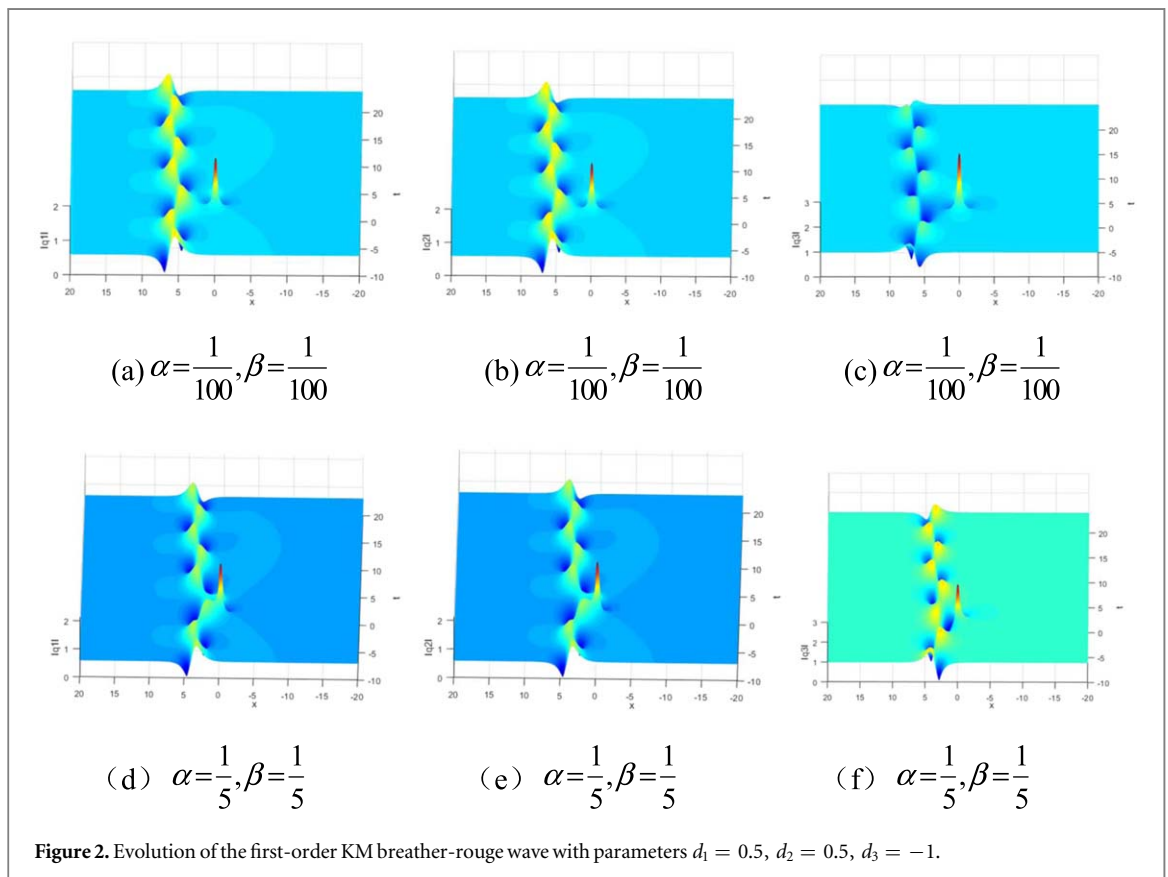 20
15
10
5
0
-5
-10
2
1
0
|q1|
t
20 15 10 5 0 -5 -10 -15 -20
x
20
15
10
5
0
-5
-10
2
1
0
|q2|
t
20 15 10 5 0 -5 -10 -15 -20
x
20
15
10
5
0
-5
-10
3
2
1
0
|q3|
t
20 15 10 5 0 -5 -10 -15 -20
x
(a) α=1/100, β=1/100
(b) α=1/100, β=1/100
(c) α=1/100, β=1/100
20
15
10
5
0
-5
-10
2
1
0
|q1|
t
20 15 10 5 0 -5 -10 -15 -20
x
20
15
10
5
0
-5
-10
2
1
0
|q2|
t
20 15 10 5 0 -5 -10 -15 -20
x
20
15
10
5
0
-5
-10
3
2
1
0
|q3|
t
20 15 10 5 0 -5 -10 -15 -20
x
(d) α=1/5, β=1/5
(e) α=1/5, β=1/5
(f) α=1/5, β=1/5
Figure 2. Evolution of the first-order KM breather-rouge wave with parameters d₁ = 0.5, d₂ = 0.5, d₃ = −1.